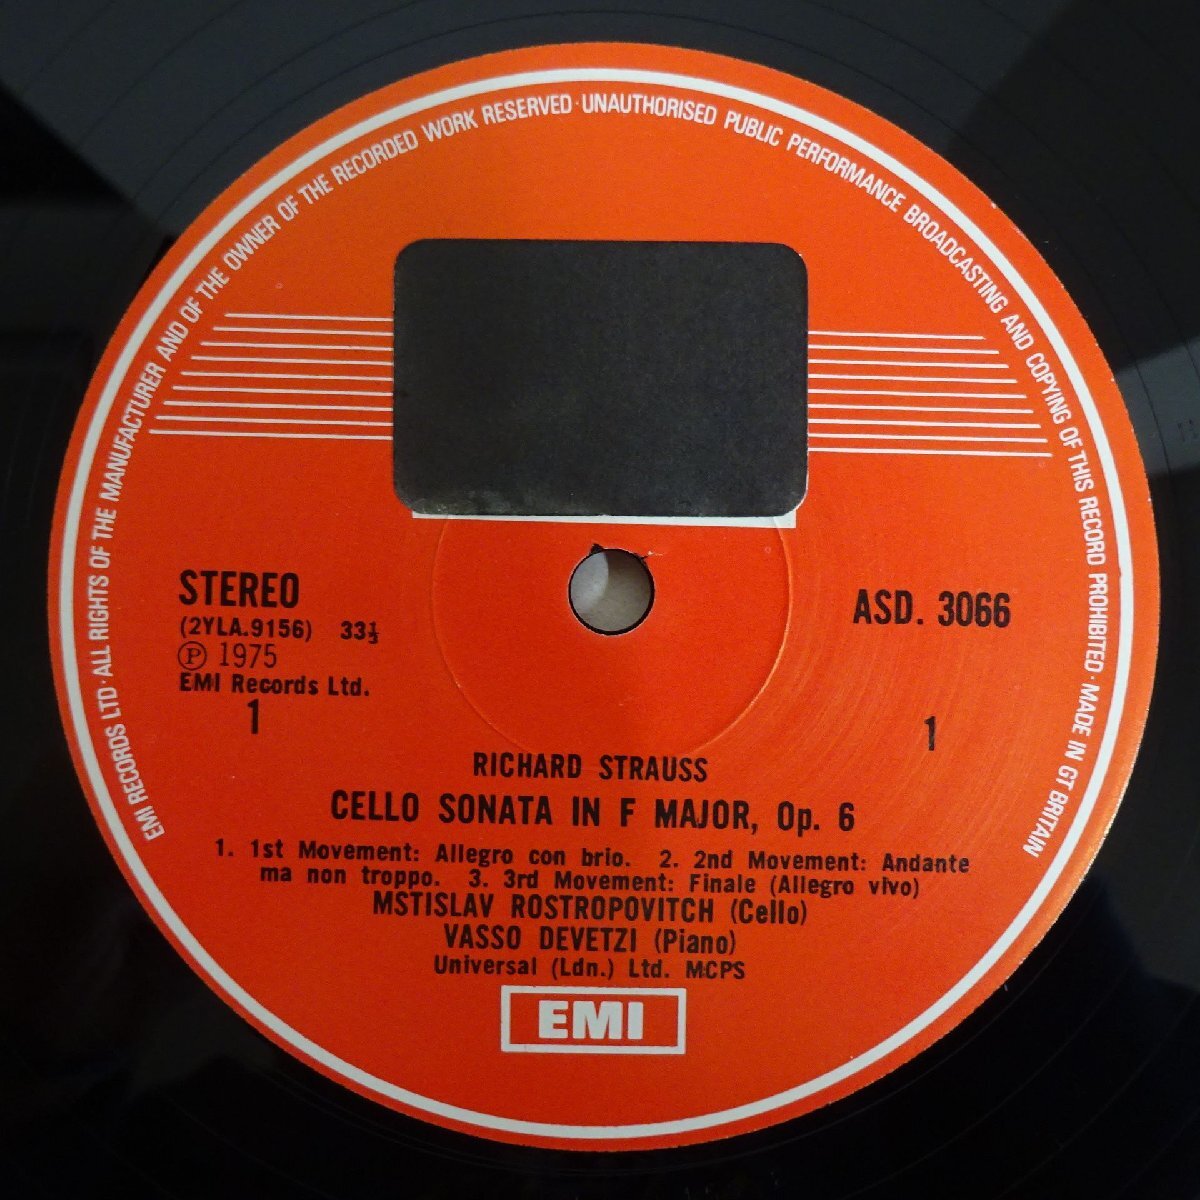 EMI RECORDS LTD · ALL RIGHTS OF THE MANUFACTURER AND OF THE OWNER OF THE RECORDED WORK RESERVED · UNAUTHORISED PUBLIC PERFORMANCE BROADCASTING AND COPYING OF THIS RECORD PROHIBITED · MADE IN GT BRITAIN
STEREO
(2YLA.9156) 33⅓
Ⓟ 1975
EMI Records Ltd.
1
ASD. 3066
1
RICHARD STRAUSS
CELLO SONATA IN F MAJOR, Op. 6
1. 1st Movement: Allegro con brio. 2. 2nd Movement: Andante
ma non troppo. 3. 3rd Movement: Finale (Allegro vivo)
MSTISLAV ROSTROPOVITCH (Cello)
VASSO DEVETZI (Piano)
Universal (Ldn.) Ltd. MCPS
EMI